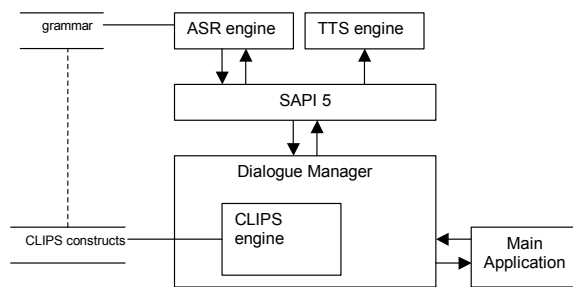 grammar
ASR engine
TTS engine
SAPI 5
Dialogue Manager
CLIPS
engine
CLIPS constructs
Main
Application